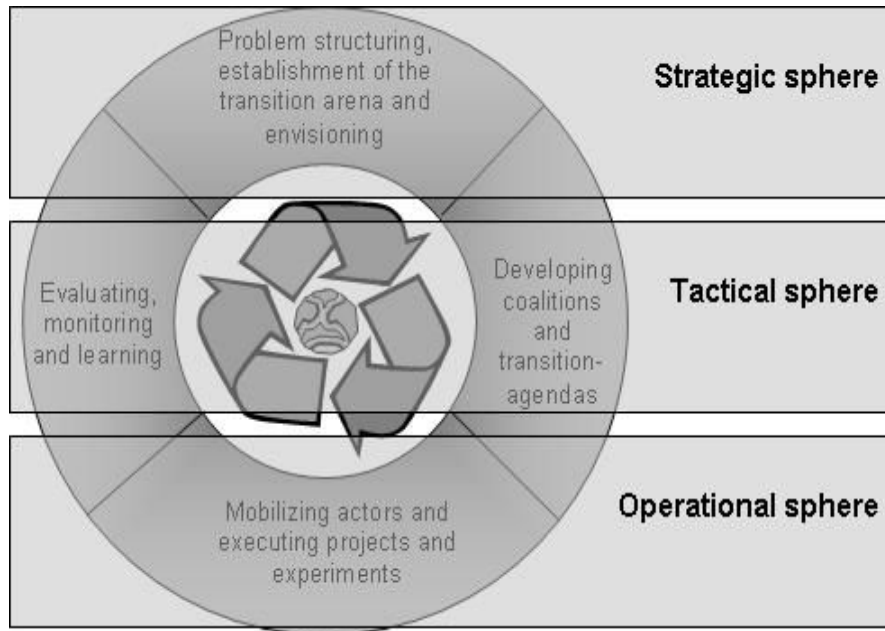 Problem structuring,
establishment of the
transition arena and
envisioning
Strategic sphere
Evaluating,
monitoring
and learning
Developing
coalitions
and
transition-
agendas
Tactical sphere
Mobilizing actors and
executing projects and
experiments
Operational sphere